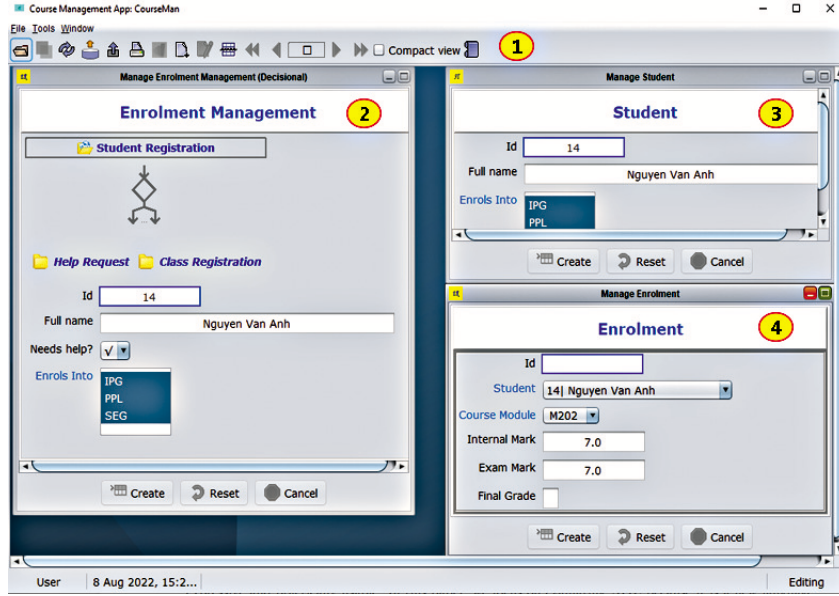 Course Management App: CourseMan
File Tools Window
Compact view
1
Manage Enrolment Management (Decisional)
Enrolment Management
2
Student Registration
Help Request Class Registration
Id 14
Full name Nguyen Van Anh
Needs help? √
Enrols Into IPG
PPL
SEG
Create Reset Cancel
Manage Student
Student
3
Id 14
Full name Nguyen Van Anh
Enrols Into IPG
PPL
Create Reset Cancel
Manage Enrolment
Enrolment
4
Id
Student 14| Nguyen Van Anh
Course Module M202
Internal Mark 7.0
Exam Mark 7.0
Final Grade
Create Reset Cancel
User 8 Aug 2022, 15:2... Editing